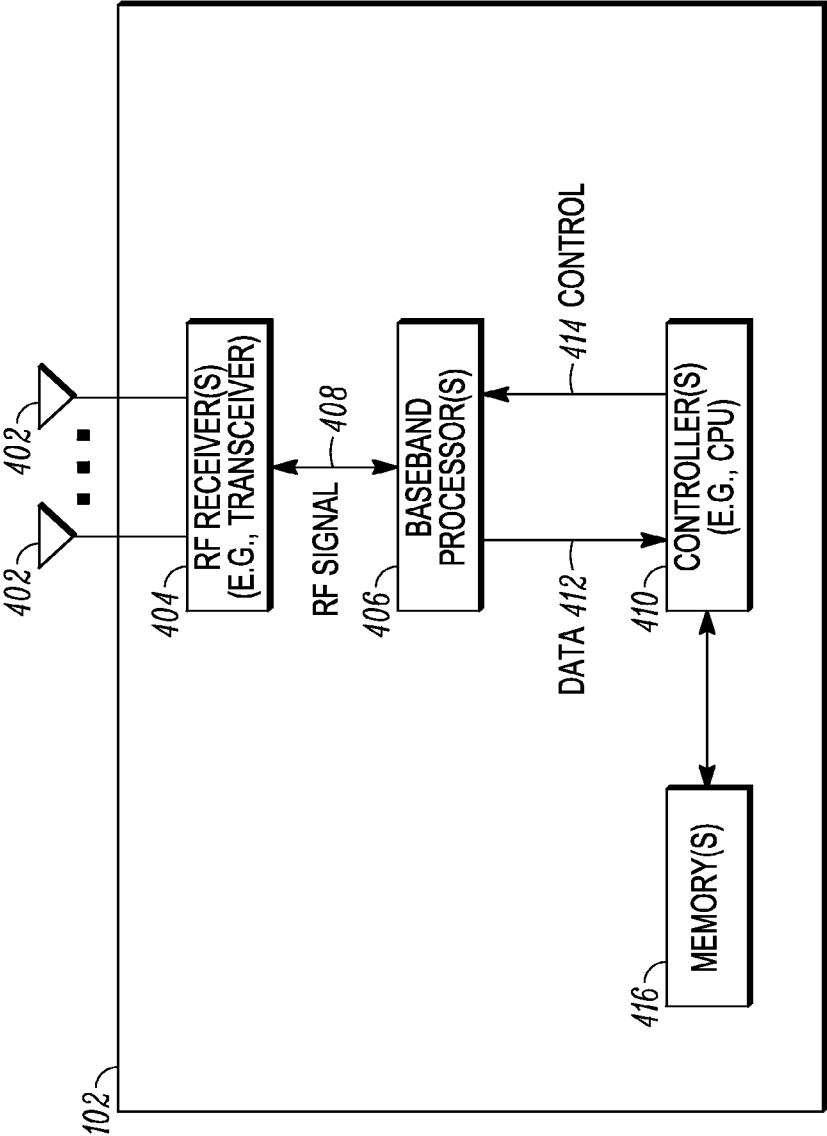 102
402
402
404
RF RECEIVER(S)
(E.G., TRANSCEIVER)
RF SIGNAL
408
406
BASEBAND
PROCESSOR(S)
DATA 412
414 CONTROL
410
CONTROLLER(S)
(E.G., CPU)
416
MEMORY(S)